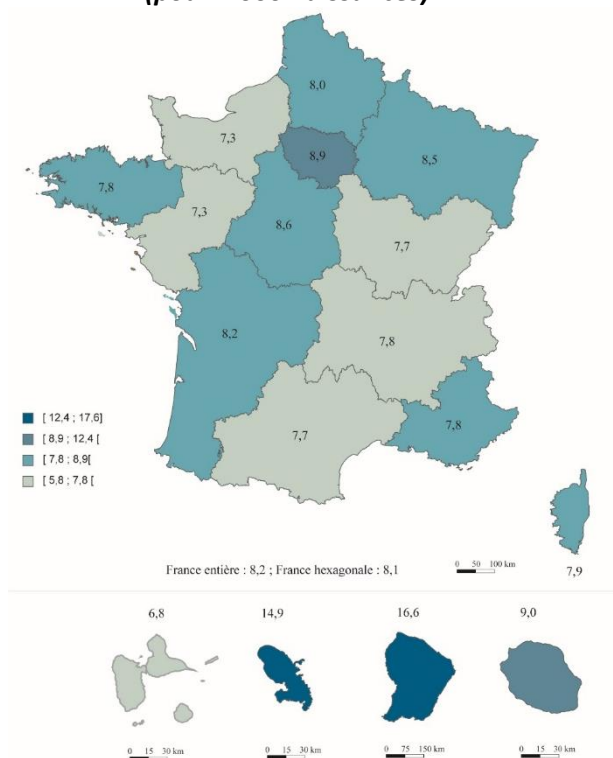 8,0
7,3
8,9
8,5
7,8
7,3
8,6
7,7
8,2
7,8
7,7
7,8
[ 12,4 ; 17,6]
[ 8,9 ; 12,4 [
[ 7,8 ; 8,9[
[ 5,8 ; 7,8 [
France entière : 8,2 ; France hexagonale : 8,1
0 50 100 km
7,9
6,8
14,9
16,6
9,0
0 15 30 km
0 15 30 km
0 75 150 km
0 15 30 km